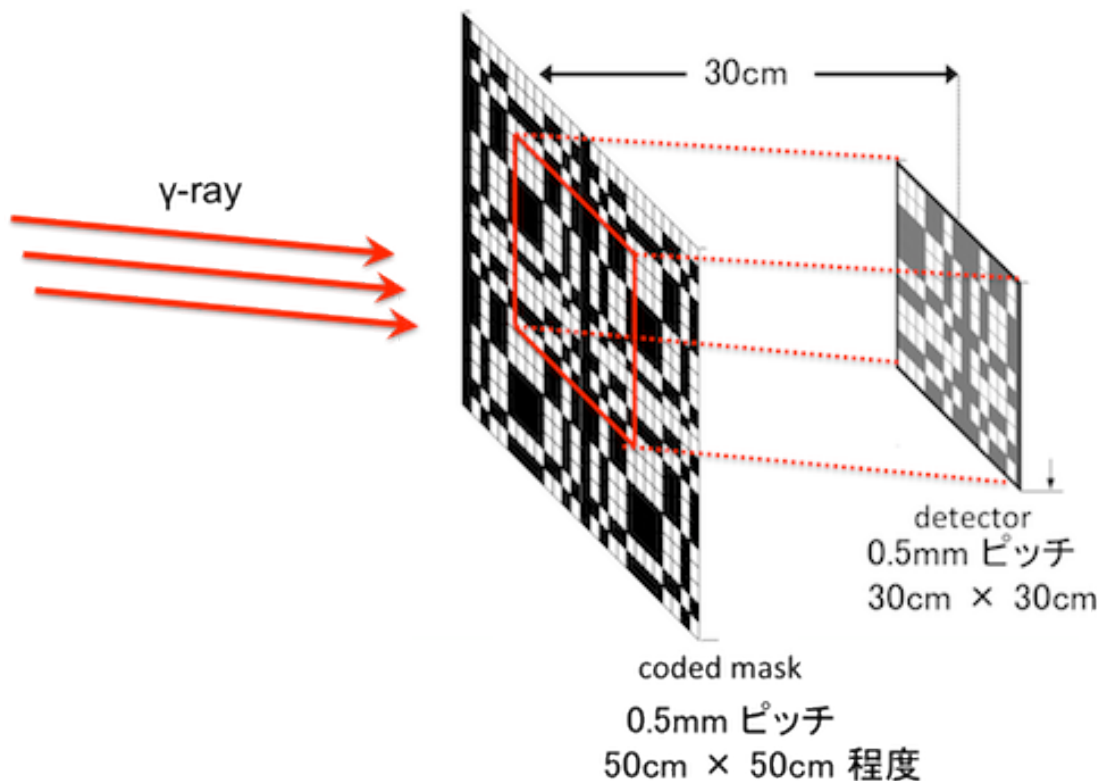 30cm
γ-ray
detector
0.5mm ピッチ
30cm × 30cm
coded mask
0.5mm ピッチ
50cm × 50cm 程度